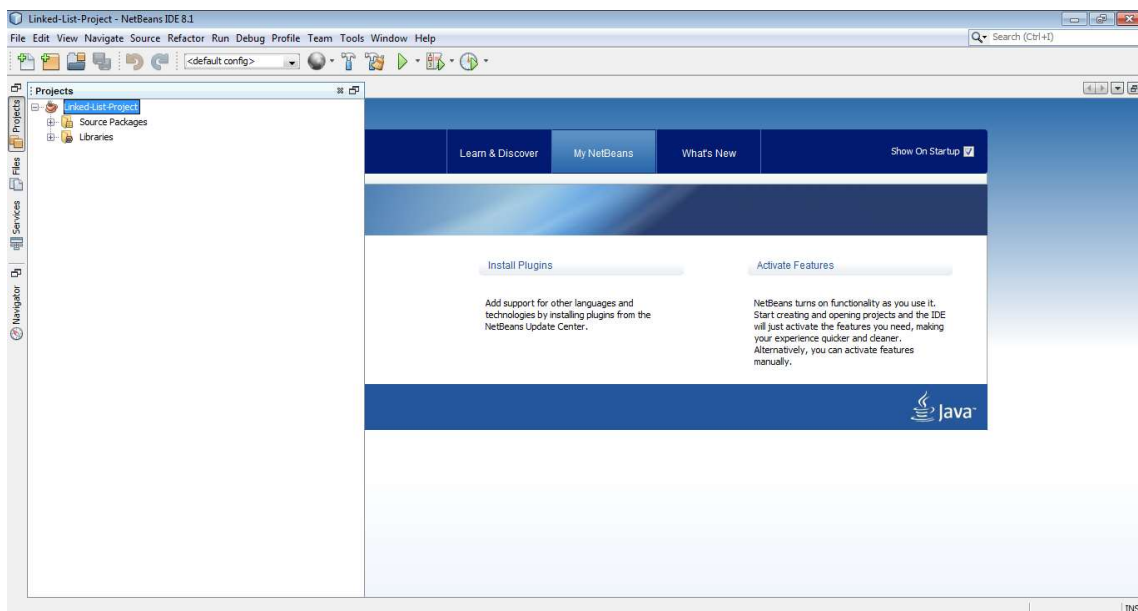 Linked-List-Project - NetBeans IDE 8.1
File Edit View Navigate Source Refactor Run Debug Profile Team Tools Window Help
Search (Ctrl+I)
<default config>
Projects
Linked-List-Project
Source Packages
Libraries
Projects
Files
Services
Navigator
Learn & Discover
My NetBeans
What's New
Show On Startup
Install Plugins
Add support for other languages and
technologies by installing plugins from the
NetBeans Update Center.
Activate Features
NetBeans turns on functionality as you use it.
Start creating and opening projects and the IDE
will just activate the features you need, making
your experience quicker and cleaner.
Alternatively, you can activate features
manually.
Java
INS